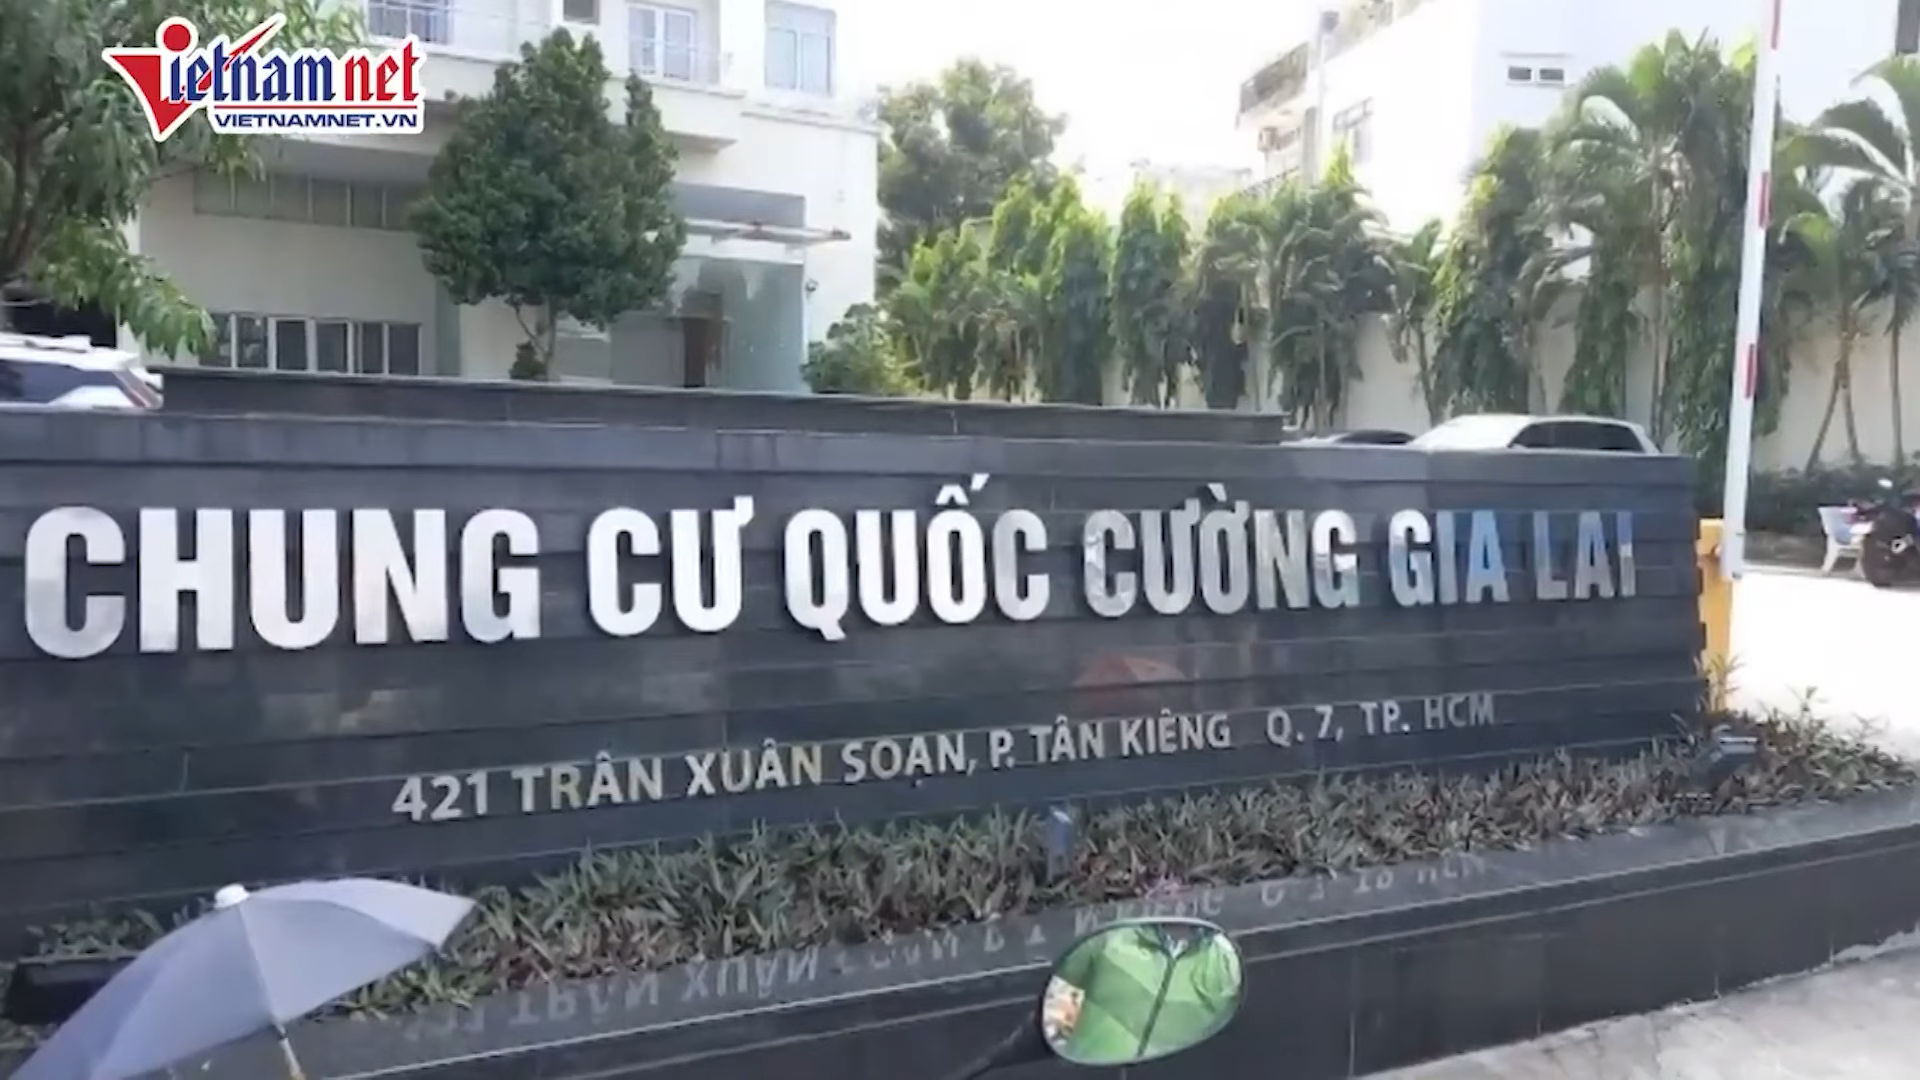 vietnamnet
VIETNAMNET.VN
CHUNG CƯ QUỐC CƯỜNG GIA LAI
421 TRẦN XUÂN SOẠN, P. TÂN KIỂNG Q. 7, TP. HCM